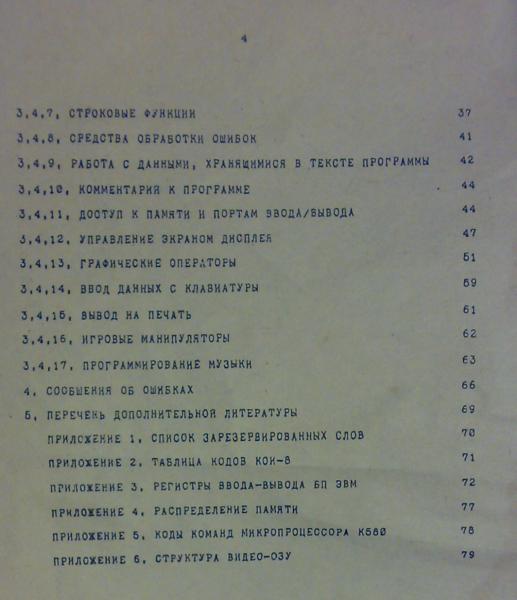 4
3,4,7, СТРОКОВЫЕ ФУНКЦИИ 37
3,4,8, СРЕДСТВА ОБРАБОТКИ ОШИБОК 41
3,4,9, РАБОТА С ДАННЫМИ, ХРАНЯЩИМИСЯ В ТЕКСТЕ ПРОГРАММЫ 42
3,4,10, КОММЕНТАРИИ К ПРОГРАММЕ 44
3,4,11, ДОСТУП К ПАМЯТИ И ПОРТАМ ВВОДА/ВЫВОДА 44
3,4,12, УПРАВЛЕНИЕ ЭКРАНОМ ДИСПЛЕЯ 47
3,4,13, ГРАФИЧЕСКИЕ ОПЕРАТОРЫ 51
3,4,14, ВВОД ДАННЫХ С КЛАВИАТУРЫ 59
3,4,15, ВЫВОД НА ПЕЧАТЬ 61
3,4,16, ИГРОВЫЕ МАНИПУЛЯТОРЫ 62
3,4,17, ПРОГРАММИРОВАНИЕ МУЗЫКИ 63
4, СООБЩЕНИЯ ОБ ОШИБКАХ 66
5, ПЕРЕЧЕНЬ ДОПОЛНИТЕЛЬНОЙ ЛИТЕРАТУРЫ 69
ПРИЛОЖЕНИЕ 1, СПИСОК ЗАРЕЗЕРВИРОВАННЫХ СЛОВ 70
ПРИЛОЖЕНИЕ 2, ТАБЛИЦА КОДОВ КОИ-8 71
ПРИЛОЖЕНИЕ 3, РЕГИСТРЫ ВВОДА-ВЫВОДА БП ЭВМ 72
ПРИЛОЖЕНИЕ 4, РАСПРЕДЕЛЕНИЕ ПАМЯТИ 77
ПРИЛОЖЕНИЕ 5, КОДЫ КОМАНД МИКРОПРОЦЕССОРА К580 78
ПРИЛОЖЕНИЕ 6, СТРУКТУРА ВИДЕО-ОЗУ 79